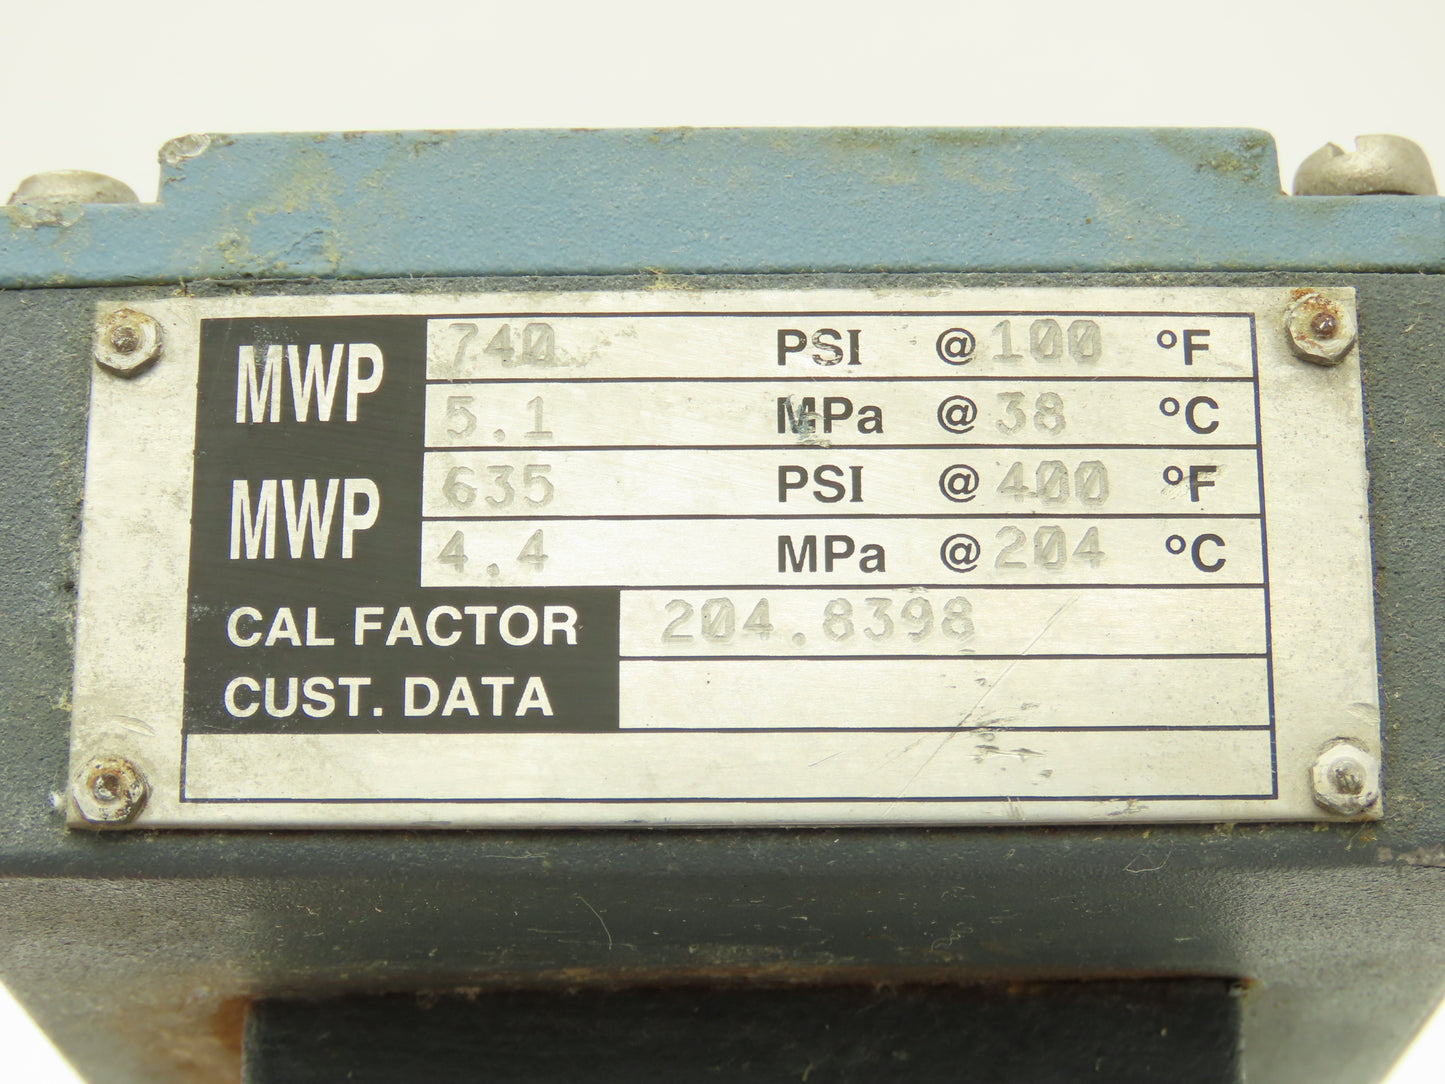 MWP 740 PSI @ 100 °F
5.1 MPa @ 38 °C
MWP 635 PSI @ 400 °F
4.4 MPa @ 204 °C
CAL FACTOR 204.8398
CUST. DATA